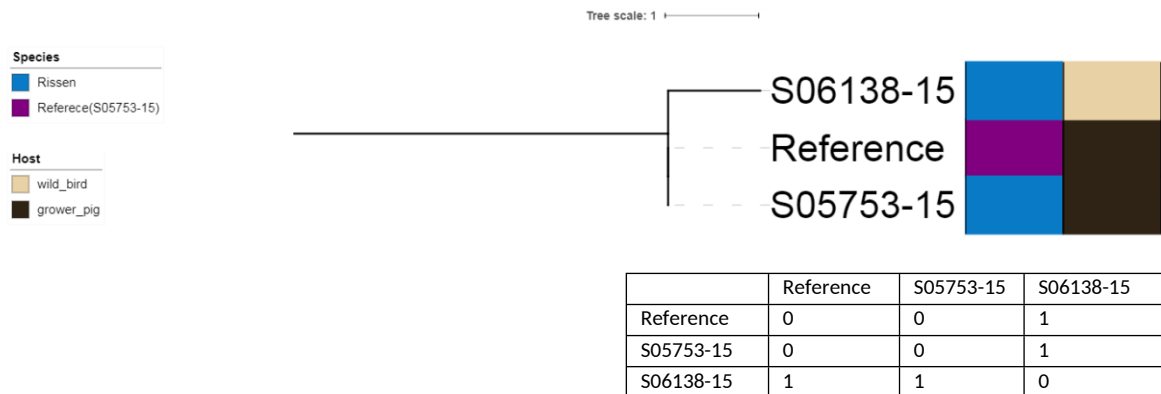 Tree scale: 1
Species
Rissen
Referece(S05753-15)
Host
wild_bird
grower_pig
S06138-15
Reference
S05753-15
Reference S05753-15 S06138-15
Reference 0 0 1
S05753-15 0 0 1
S06138-15 1 1 0